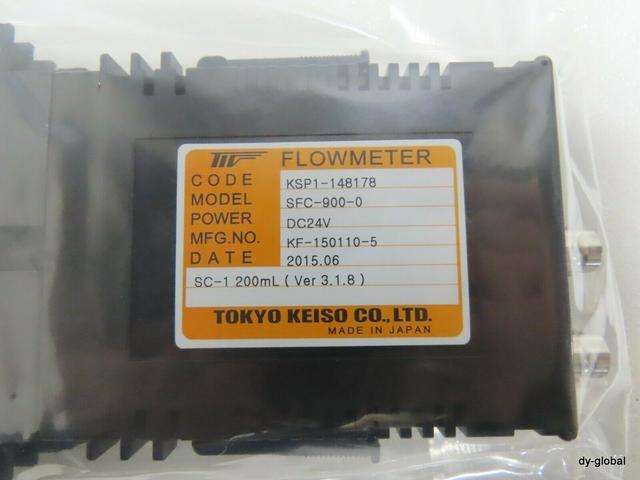 FLOWMETER
CODE KSP1-148178
MODEL SFC-900-0
POWER DC24V
MFG.NO. KF-150110-5
DATE 2015.06
SC-1 200mL ( Ver 3.1.8 )
TOKYO KEISO CO.,LTD.
MADE IN JAPAN
dy-global